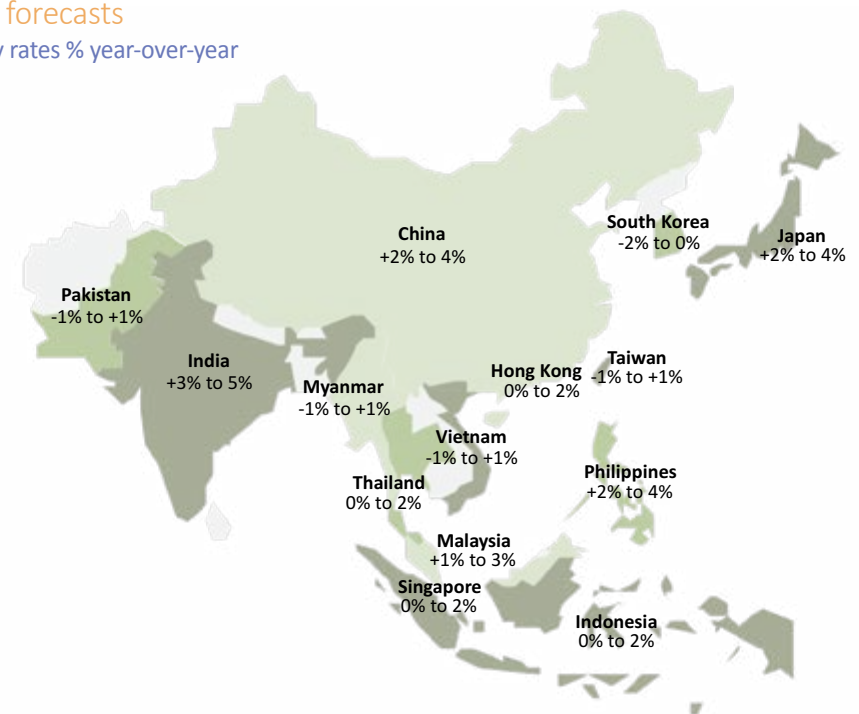 forecasts
rates % year-over-year
China
+2% to 4%
South Korea
-2% to 0%
Japan
+2% to 4%
Pakistan
-1% to +1%
India
+3% to 5%
Myanmar
-1% to +1%
Hong Kong
0% to 2%
Taiwan
-1% to +1%
Vietnam
-1% to +1%
Thailand
0% to 2%
Philippines
+2% to 4%
Malaysia
+1% to 3%
Singapore
0% to 2%
Indonesia
0% to 2%